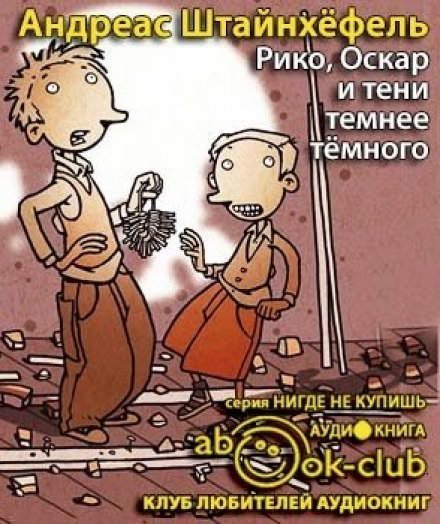 Андреас Штайнхёфель
Рико, Оскар
и тени
темнее
тёмного
серия НИГДЕ НЕ КУПИШЬ
АУДИОКНИГА
abook-club
КЛУБ ЛЮБИТЕЛЕЙ АУДИОКНИГ